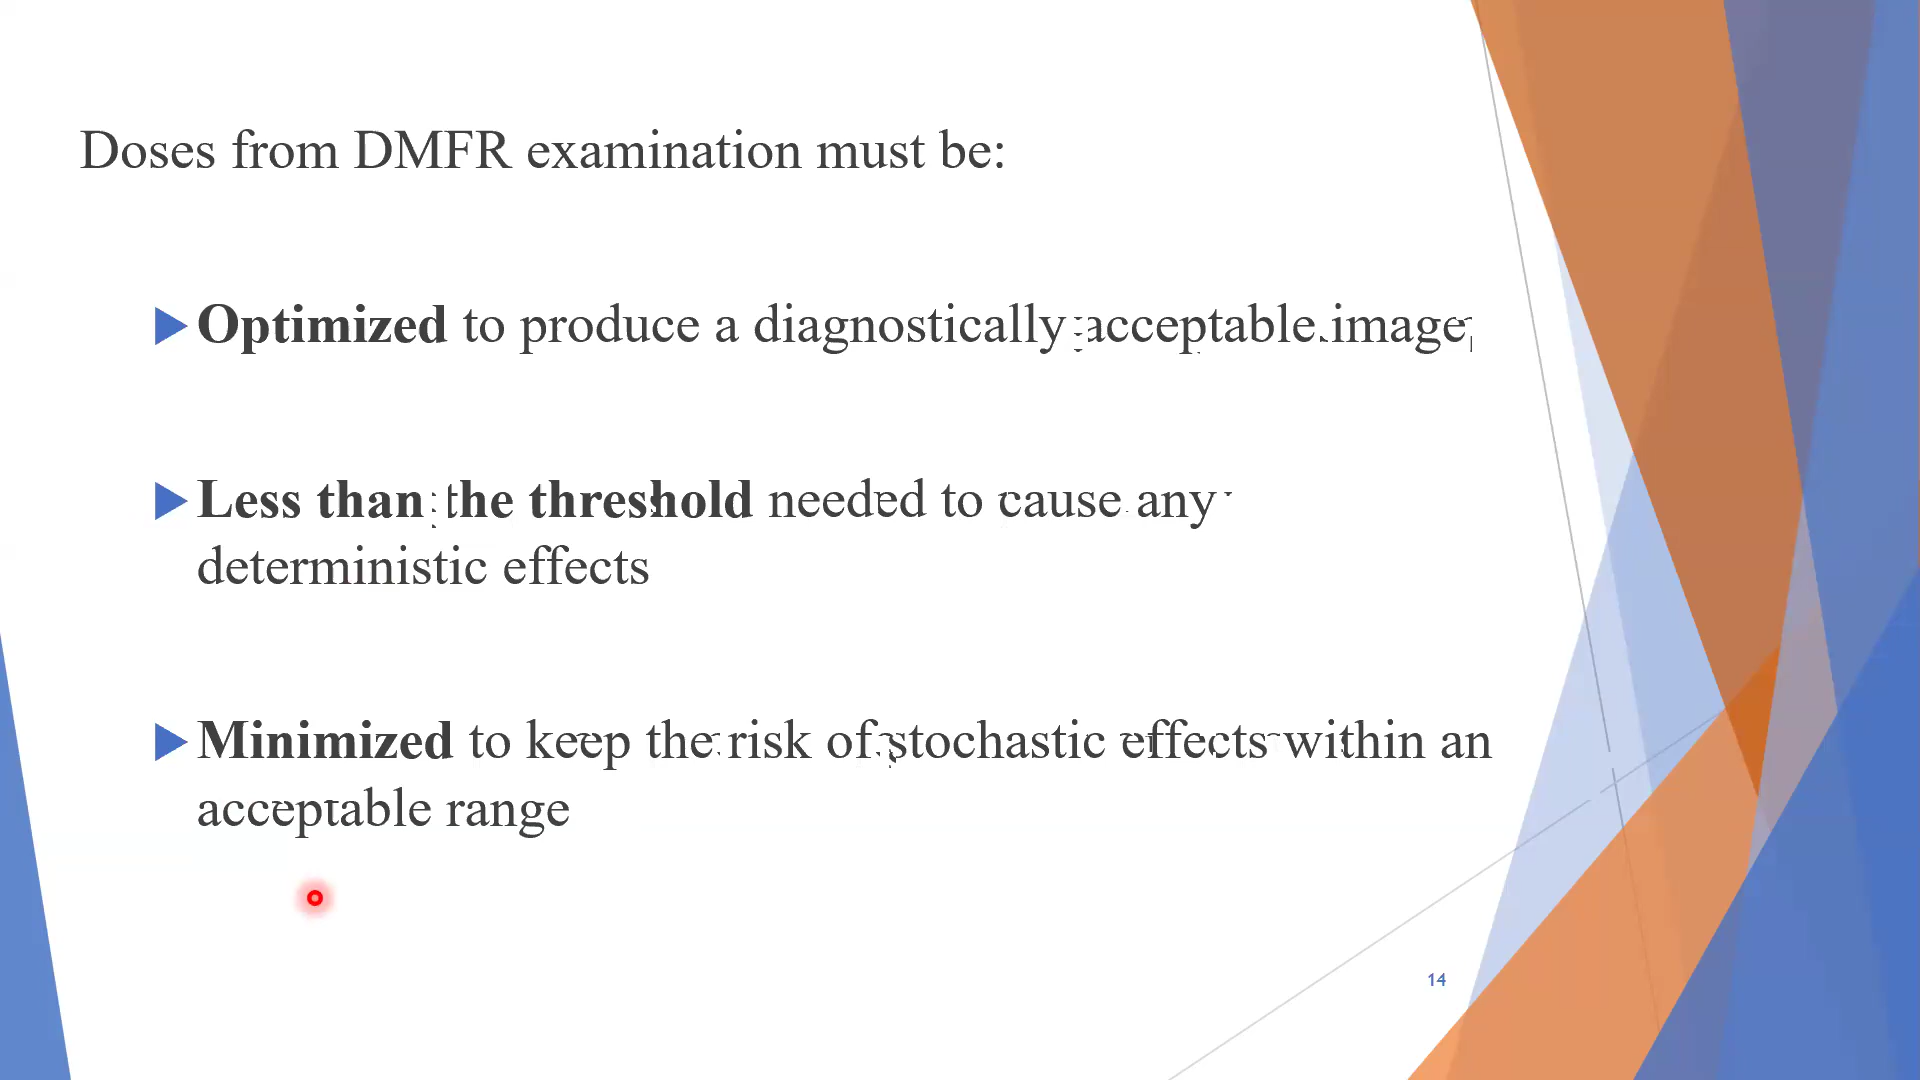 Doses from DMFR examination must be:
Optimized to produce a diagnostically acceptable image
Less than the threshold needed to cause any
deterministic effects
Minimized to keep the risk of stochastic effects within an
acceptable range
14